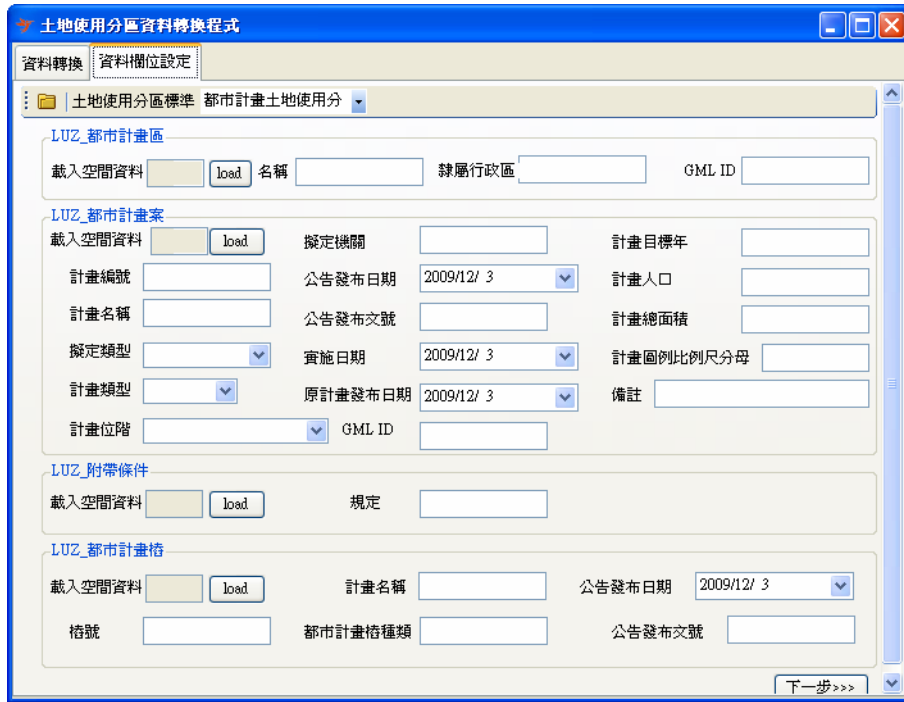 土地使用分區資料轉換程式
資料轉換 資料欄位設定
土地使用分區標準 都市計畫土地使用分
LUZ_都市計畫區
載入空間資料 load 名稱 隸屬行政區 GML ID
LUZ_都市計畫案
載入空間資料 load 擬定機關 計畫目標年
計畫編號 公告發布日期 2009/12/ 3 計畫人口
計畫名稱 公告發布文號 計畫總面積
擬定類型 實施日期 2009/12/ 3 計畫圖例比例尺分母
計畫類型 原計畫發布日期 2009/12/ 3 備註
計畫位階 GML ID
LUZ_附帶條件
載入空間資料 load 規定
LUZ_都市計畫樁
載入空間資料 load 計畫名稱 公告發布日期 2009/12/ 3
樁號 都市計畫樁種類 公告發布文號
下一步>>>